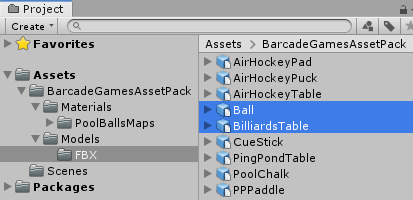 Project
Create
Favorites
Assets
BarcadeGamesAssetPack
Materials
PoolBallsMaps
Models
FBX
Scenes
Packages
Assets BarcadeGamesAssetPack
AirHockeyPad
AirHockeyPuck
AirHockeyTable
Ball
BilliardsTable
CueStick
PingPondTable
PoolChalk
PPPaddle